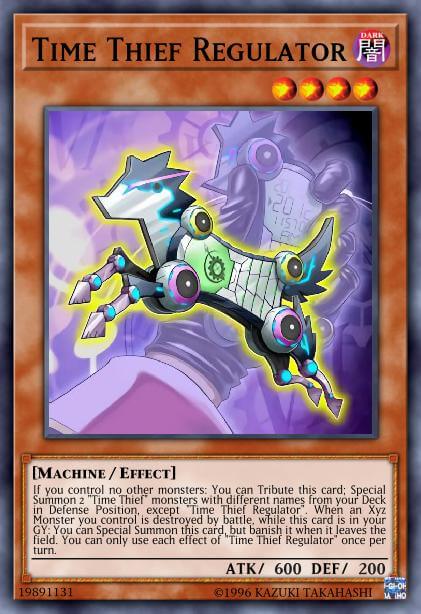 TIME THIEF REGULATOR
DARK
闇
[MACHINE / EFFECT]
If you control no other monsters: You can Tribute this card; Special
Summon 2 "Time Thief" monsters with different names from your Deck
in Defense Position, except "Time Thief Regulator". When an Xyz
Monster you control is destroyed by battle, while this card is in your
GY: You can Special Summon this card, but banish it when it leaves the
field. You can only use each effect of "Time Thief Regulator" once per
turn.
ATK/ 600 DEF/ 200
19891131
©1996 KAZUKI TAKAHASHI